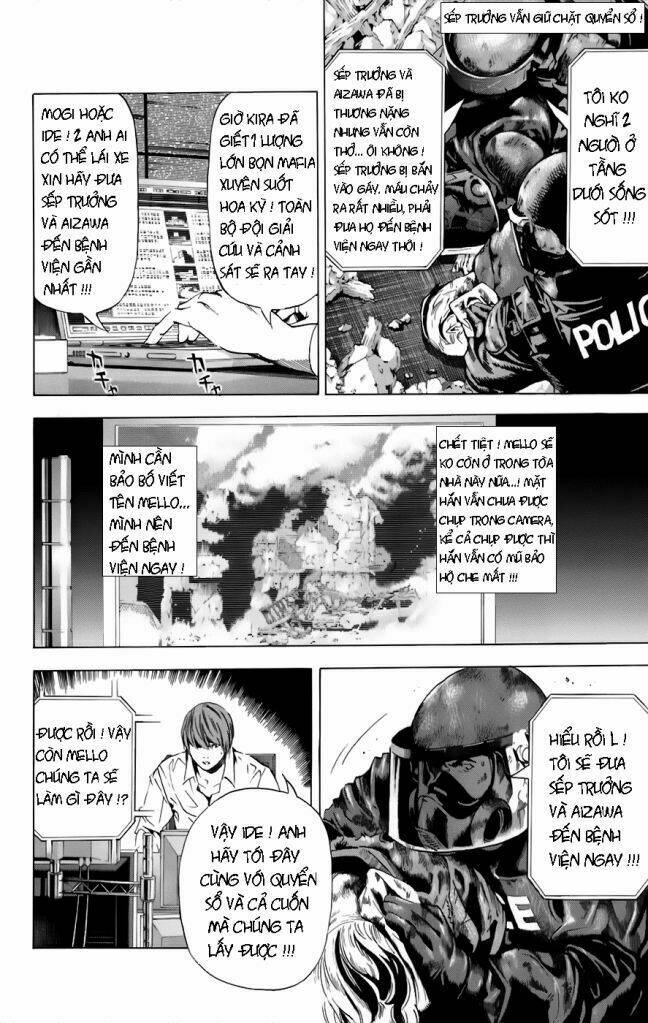 SẾP TRƯỞNG VẪN GIỮ CHẶT QUYỂN SỔ !
TÔI KO
NGHĨ 2
NGƯỜI Ở
TẦNG
DƯỚI SỐNG
SÓT !!!
SẾP TRƯỞNG VÀ
AIZAWA ĐÃ BỊ
THƯƠNG NẶNG
NHƯNG VẪN CÒN
THỞ... ÔI KHÔNG !
SẾP TRƯỞNG BỊ BẮN
VÀO GÁY. MÁU CHẢY
RA RẤT NHIỀU, PHẢI
ĐƯA HỌ ĐẾN BỆNH
VIỆN NGAY THÔI !
POLIC
GIỜ KIRA ĐÃ
GIẾT 1 LƯỢNG
LỚN BỌN MAFIA
XUYÊN SUỐT
HOA KỲ ! TOÀN
BỘ ĐỘI GIẢI
CỨU VÀ CẢNH
SÁT SẼ RA TAY !
MOGI HOẶC
IDE ! 2 ANH AI
CÓ THỂ LÁI XE
XIN HÃY ĐƯA
SẾP TRƯỞNG
VÀ AIZAWA
ĐẾN BỆNH
VIỆN GẦN
NHẤT !!!
カチャ
カチャ
CHẾT TIỆT ! MELLO SẼ
KO CÒN Ở TRONG TÒA
NHÀ NÀY NỮA...! MẶT
HẮN VẪN CHƯA ĐƯỢC
CHỤP TRONG CAMERA,
KỂ CẢ CHỤP ĐƯỢC THÌ
HẮN VẪN CÓ MŨ BẢO
HỘ CHE MẤT !!!
MÌNH CẦN
BẢO BỐ VIẾT
TÊN MELLO...
MÌNH NÊN
ĐẾN BỆNH
VIỆN NGAY !
HIỂU RỒI L !
TÔI SẼ ĐƯA
SẾP TRƯỞNG
VÀ AIZAWA
ĐẾN BỆNH
VIỆN NGAY !!!
CE
ĐƯỢC RỒI ! VẬY
CÒN MELLO
CHÚNG TA SẼ
LÀM GÌ ĐÂY !?
VẬY IDE ! ANH
HÃY TỚI ĐÂY
CÙNG VỚI QUYỂN
SỔ VÀ CẢ CUỐN
MÀ CHÚNG TA
LẤY ĐƯỢC !!!